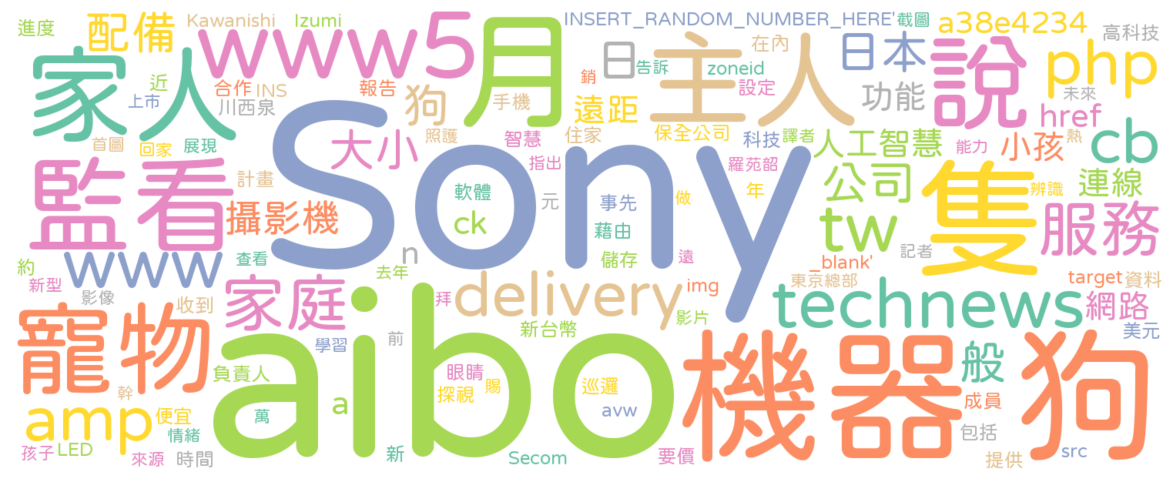 進度
Kawanishi
Izumi
INSERT_RANDOM_NUMBER_HERE'
截圖
a38e4234
高科技
配備
www
5
月
日
告訴
主人
在內
日本
說
php
家人
近
上市
合作
INS
川西泉
報告
狗
手機
銷
遠距
zoneid
設定
功能
未來
href
首圖
回家
展現
大小
照護
智慧
住家
保全公司
科技
譯者
人工智慧
小孩
熱
cb
監看
計畫
攝影機
Sony
指出
羅苑韶
能力
軟體
元
事先
做
年
公司
隻
辨識
連線
www
查看
ck
n
藉由
tw
記者
服務
約
新型
影像
收到
去年
儲存
遠
_blank'
東京總部
target
資料
家庭
拜
delivery
img
technews
網路
寵物
學習
前
新台幣
影片
美元
aibo
機器
狗
負責人
眼睛
探視
賜
巡邏
般
amp
幹
便宜
萬
a
avw
成員
情緒
包括
孩子
LED
來源
時間
新
Secom
要價
提供
src